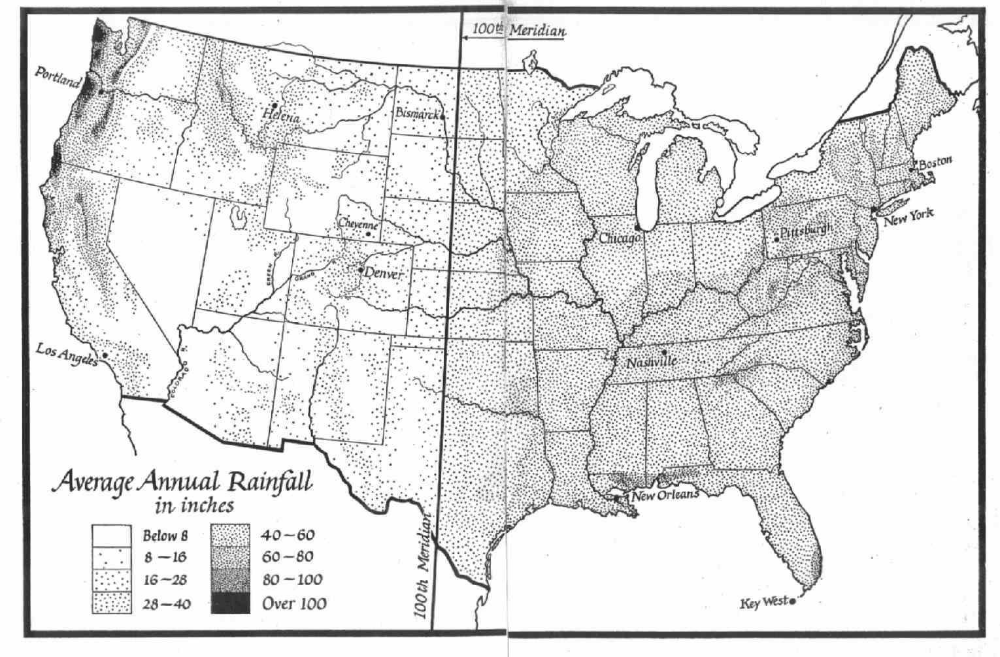 100th Meridian
Portland
Helena
Bismarck
Boston
New York
Cheyenne
Chicago
Pittsburgh
GREEN R.
GRAND
Denver
Los Angeles
COLORADO R.
Nashville
New Orleans
Key West
Average Annual Rainfall
in inches
Below 8
8-16
16-28
28-40
40-60
60-80
80-100
Over 100
100th Meridian